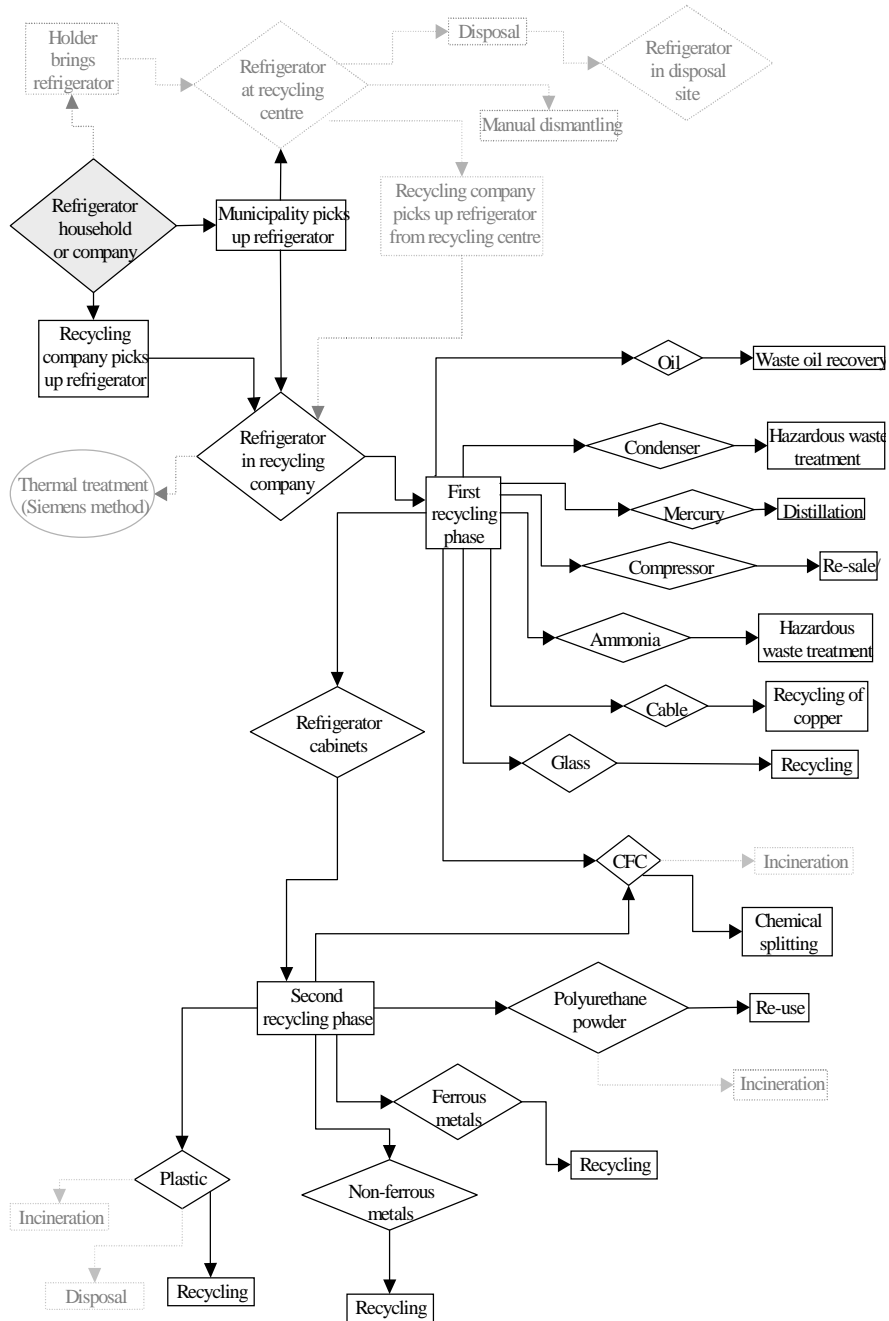 Holder
brings
refrigerator
Refrigerator
at recycling
centre
Disposal
Refrigerator
in disposal
site
Manual dismantling
Refrigerator
household
or company
Municipality picks
up refrigerator
Recycling company
picks up refrigerator
from recycling centre
Recycling
company picks
up refrigerator
Oil
Waste oil recovery
Refrigerator
in recycling
company
Condenser
Hazardous waste
treatment
Thermal treatment
(Siemens method)
First
recycling
phase
Mercury
Distillation
Compressor
Re-sale/
Ammonia
Hazardous
waste treatment
Refrigerator
cabinets
Cable
Recycling of
copper
Glass
Recycling
CFC
Incineration
Chemical
splitting
Second
recycling phase
Polyurethane
powder
Re-use
Incineration
Ferrous
metals
Recycling
Plastic
Non-ferrous
metals
Incineration
Disposal
Recycling
Recycling